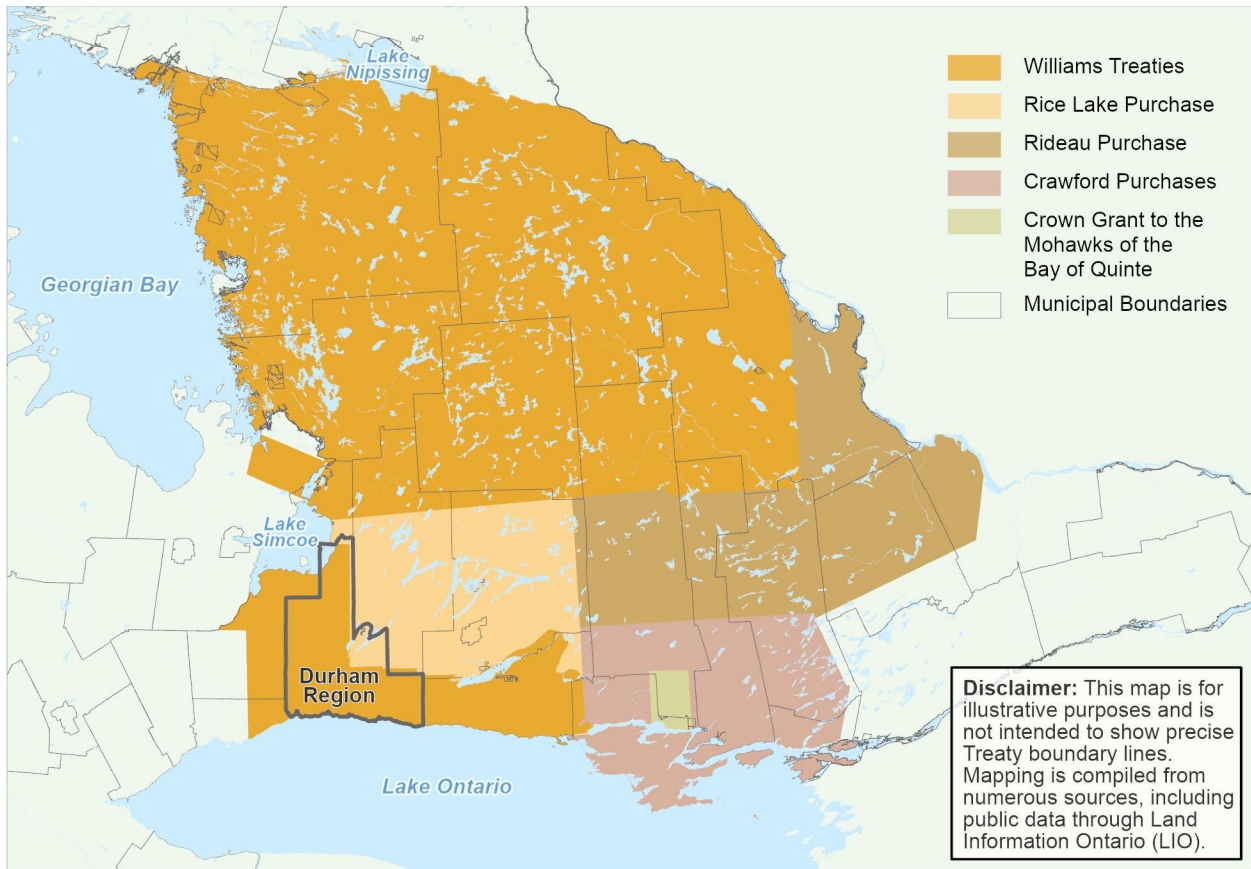 Lake
Nipissing
Georgian Bay
Lake
Simcoe
Durham
Region
Lake Ontario
Williams Treaties
Rice Lake Purchase
Rideau Purchase
Crawford Purchases
Crown Grant to the
Mohawks of the
Bay of Quinte
Municipal Boundaries
Disclaimer: This map is for
illustrative purposes and is
not intended to show precise
Treaty boundary lines.
Mapping is compiled from
numerous sources, including
public data through Land
Information Ontario (LIO).